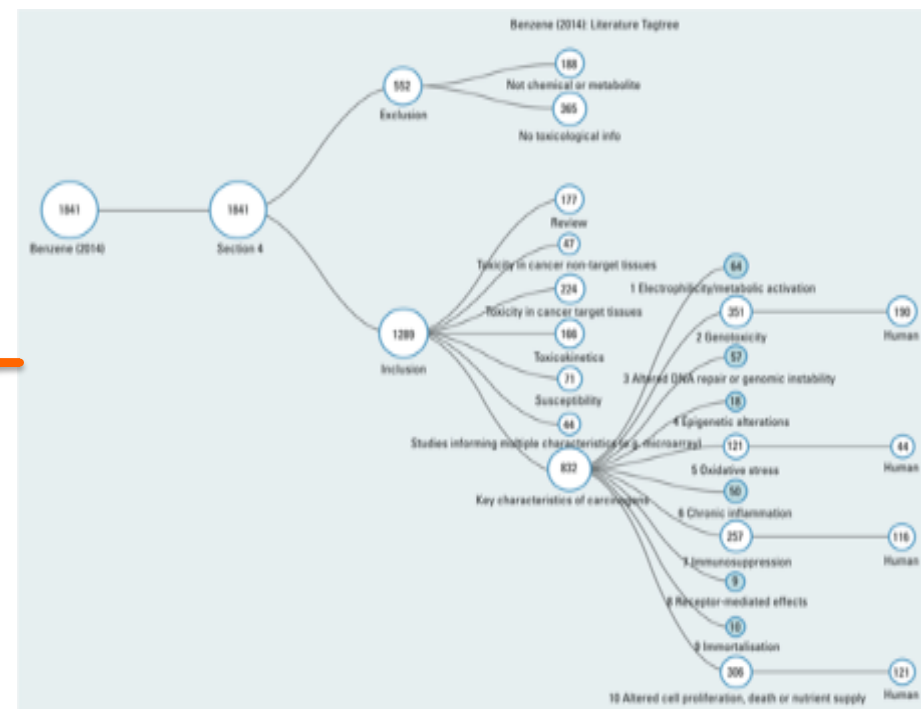 Benzene (2014): Literature Tagtree
188
Not chemical or metabolite
552
Exclusion
365
No toxicological info
1841
Benzene (2014)
1841
Section 4
177
Review
47
Toxicity in cancer non-target tissues
224
Toxicity in cancer target tissues
1289
Inclusion
166
Toxicokinetics
71
Susceptibility
44
Studies informing multiple characteristics (e.g. microarray)
832
Key characteristics of carcinogens
64
1 Electrophilicity/metabolic activation
351
2 Genotoxicity
190
Human
57
3 Altered DNA repair or genomic instability
18
4 Epigenetic alterations
121
5 Oxidative stress
44
Human
50
6 Chronic inflammation
257
7 Immunosuppression
116
Human
9
8 Receptor-mediated effects
10
9 Immortalisation
306
10 Altered cell proliferation, death or nutrient supply
121
Human